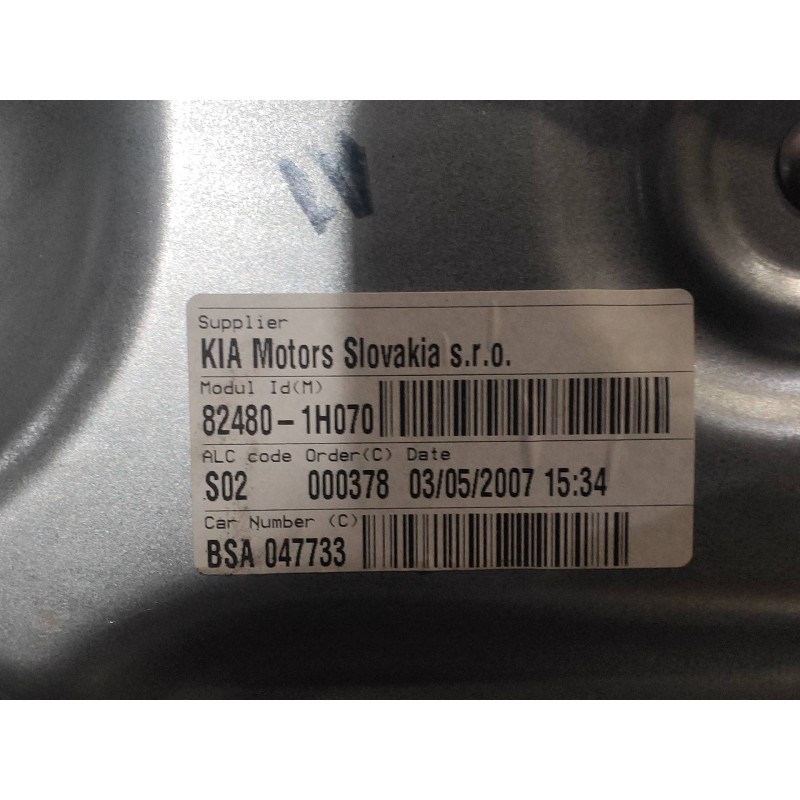 Supplier
KIA Motors Slovakia s.r.o.
Modul Id(M)
82480-1H070
ALC code Order(C) Date
S02 000378 03/05/2007 15:34
Car Number (C)
BSA 047733